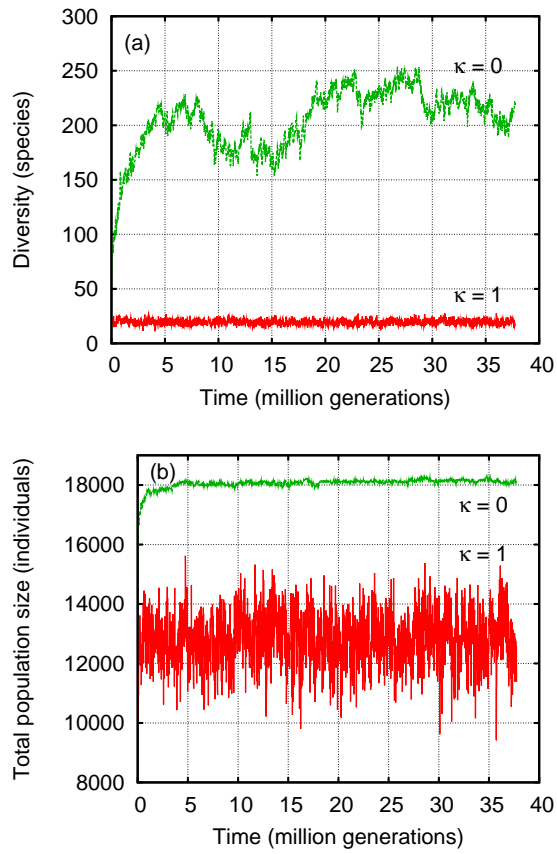 300
(a)
κ = 0
250
200
150
100
κ = 1
50
0
0 5 10 15 20 25 30 35 40
Diversity (species)
Time (million generations)
(b)
18000
κ = 0
κ = 1
16000
14000
12000
10000
8000
0 5 10 15 20 25 30 35 40
Total population size (individuals)
Time (million generations)